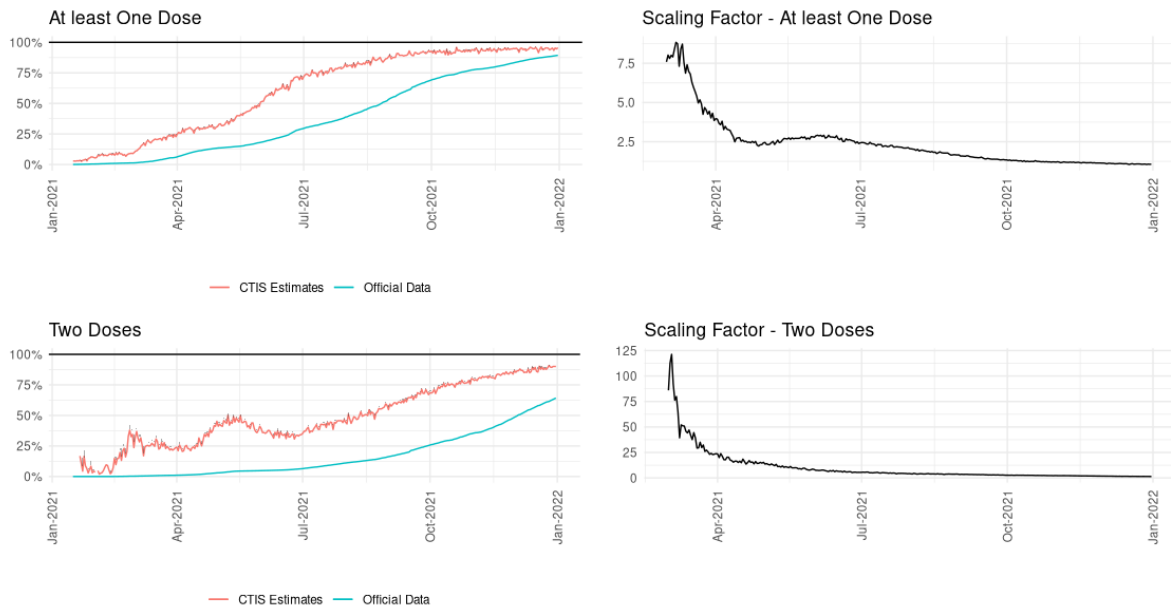 At least One Dose
100%
75%
50%
25%
0%
Jan-2021
Apr-2021
Jul-2021
Oct-2021
Jan-2022
CTIS Estimates
Official Data
Scaling Factor - At least One Dose
7.5
5.0
2.5
Apr-2021
Jul-2021
Oct-2021
Jan-2022
Two Doses
100%
75%
50%
25%
0%
Jan-2021
Apr-2021
Jul-2021
Oct-2021
Jan-2022
CTIS Estimates
Official Data
Scaling Factor - Two Doses
125
100
75
50
25
0
Apr-2021
Jul-2021
Oct-2021
Jan-2022